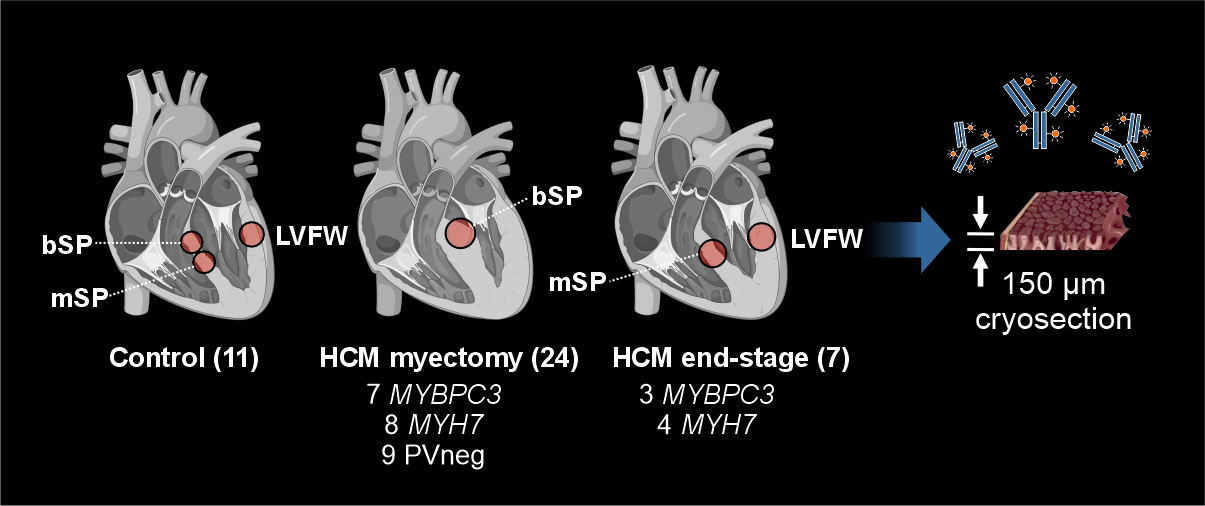 bSP
mSP
LVFW
Control (11)
bSP
HCM myectomy (24)
7 MYBPC3
8 MYH7
9 PVneg
mSP
LVFW
HCM end-stage (7)
3 MYBPC3
4 MYH7
150 µm
cryosection